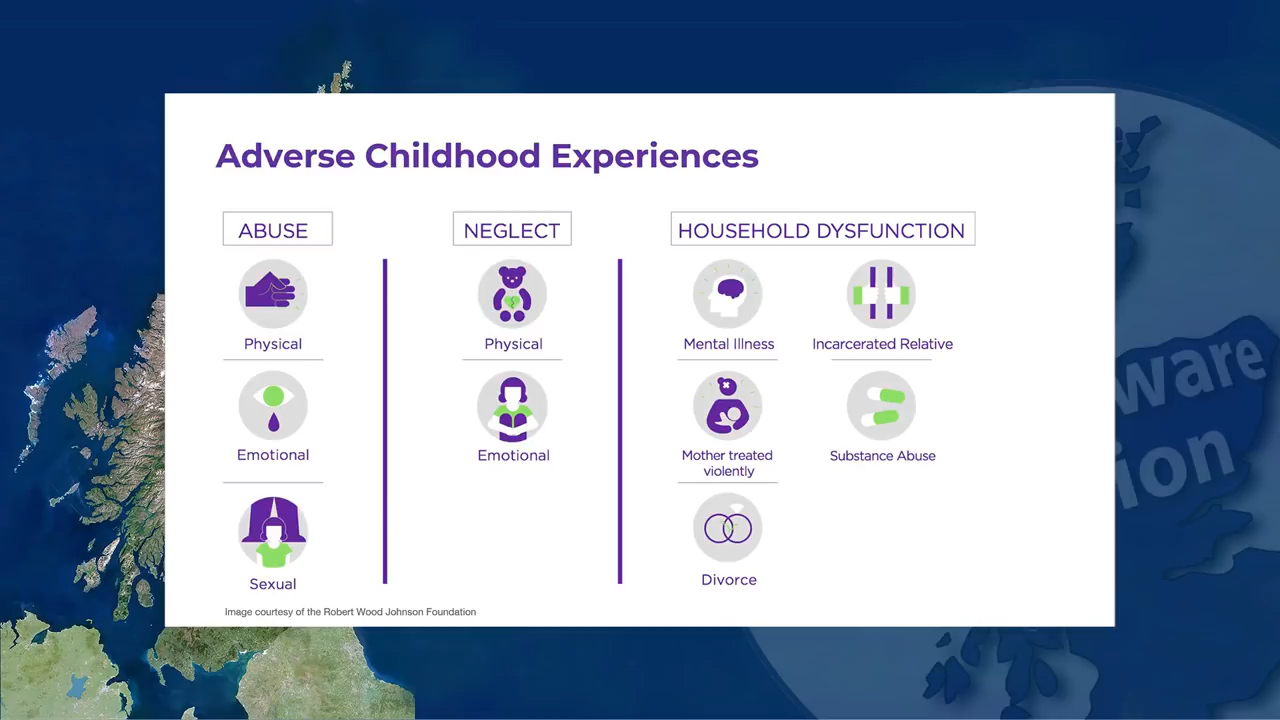 Adverse Childhood Experiences
ABUSE
Physical
Emotional
Sexual
NEGLECT
Physical
Emotional
HOUSEHOLD DYSFUNCTION
Mental Illness
Incarcerated Relative
Mother treated
violently
Substance Abuse
Divorce
Image courtesy of the Robert Wood Johnson Foundation